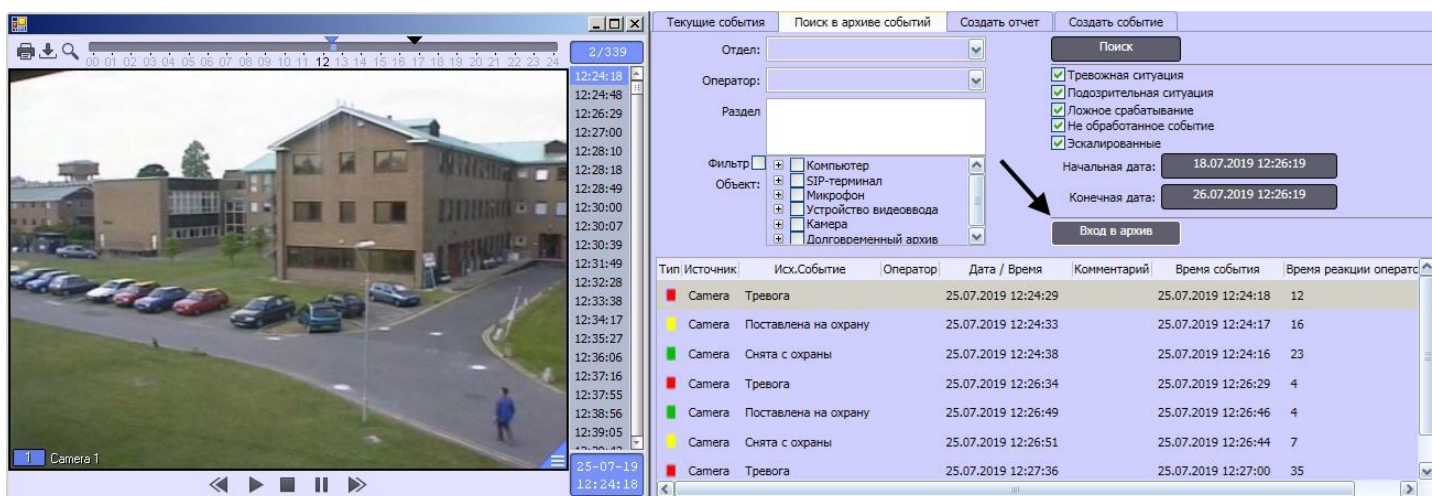 2/339
00 01 02 03 04 05 06 07 08 09 10 11 12 13 14 15 16 17 18 19 20 21 22 23 24
12:24:18
12:24:48
12:26:29
12:27:00
12:28:10
12:28:18
12:28:49
12:30:00
12:30:07
12:30:39
12:31:49
12:32:28
12:33:38
12:34:17
12:35:27
12:36:06
12:37:16
12:37:55
12:38:56
12:39:05
1 Camera 1
25-07-19
12:24:18
Текущие события Поиск в архиве событий Создать отчет Создать событие
Отдел:
Оператор:
Раздел
Фильтр
Объект:
Компьютер
SIP-терминал
Микрофон
Устройство видеоввода
Камера
Долговременный архив
Поиск
Тревожная ситуация
Подозрительная ситуация
Ложное срабатывание
Не обработанное событие
Эскалированные
Начальная дата: 18.07.2019 12:26:19
Конечная дата: 26.07.2019 12:26:19
Вход в архив
Тип Источник Исх.Событие Оператор Дата / Время Комментарий Время события Время реакции операто
Camera Тревога 25.07.2019 12:24:29 25.07.2019 12:24:18 12
Camera Поставлена на охрану 25.07.2019 12:24:33 25.07.2019 12:24:17 16
Camera Снята с охраны 25.07.2019 12:24:38 25.07.2019 12:24:16 23
Camera Тревога 25.07.2019 12:26:34 25.07.2019 12:26:29 4
Camera Поставлена на охрану 25.07.2019 12:26:49 25.07.2019 12:26:46 4
Camera Снята с охраны 25.07.2019 12:26:51 25.07.2019 12:26:44 7
Camera Тревога 25.07.2019 12:27:36 25.07.2019 12:27:00 35